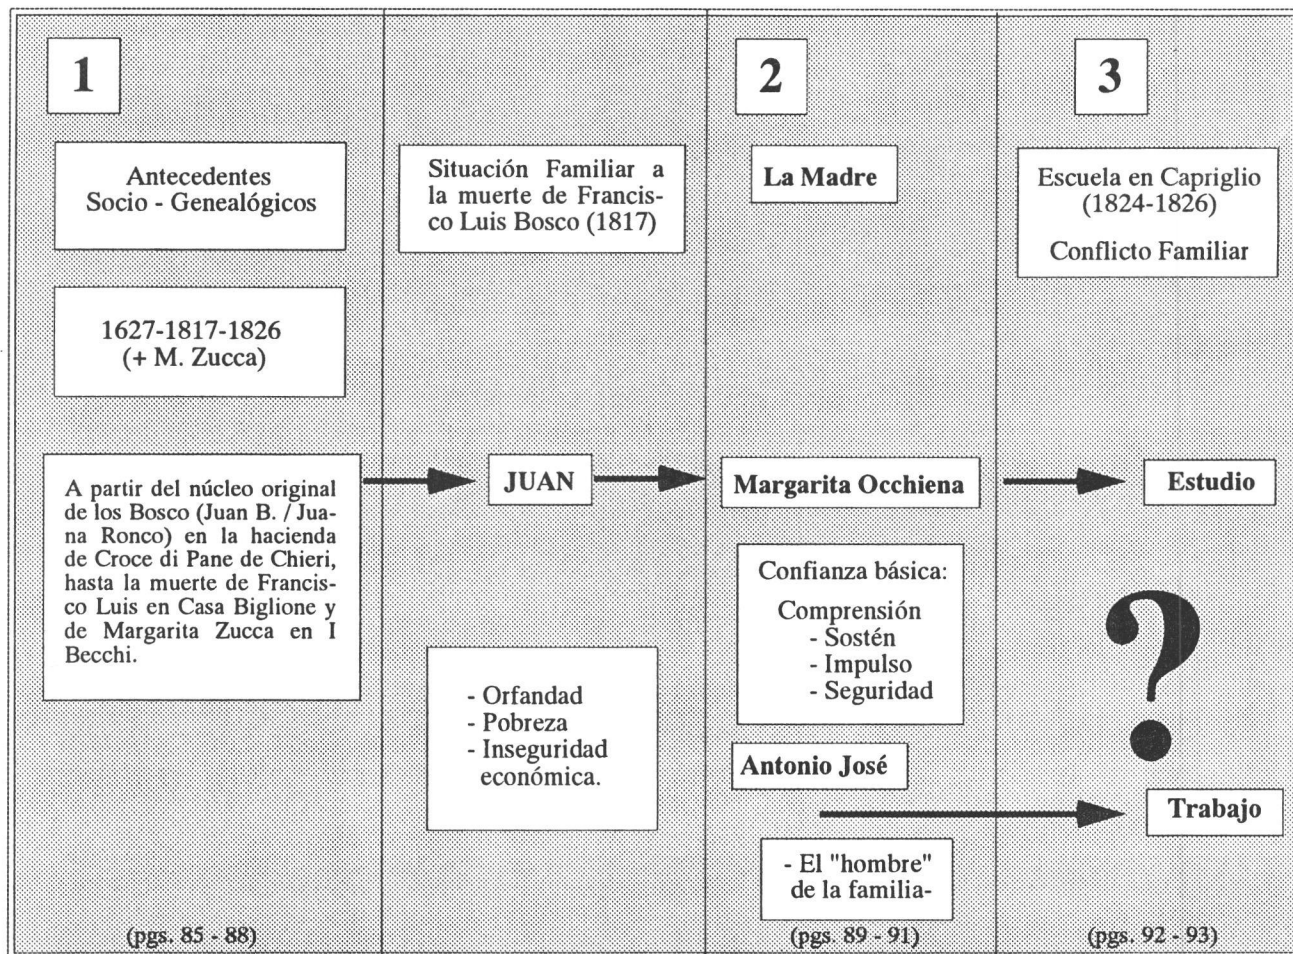 1
Antecedentes
Socio - Genealógicos
1627-1817-1826
(+ M. Zucca)
A partir del núcleo original
de los Bosco (Juan B. / Jua-
na Ronco) en la hacienda
de Croce di Pane de Chieri,
hasta la muerte de Francis-
co Luis en Casa Biglione y
de Margarita Zucca en I
Becchi.
(pgs. 85 - 88)
Situación Familiar a
la muerte de Francis-
co Luis Bosco (1817)
JUAN
- Orfandad
- Pobreza
- Inseguridad
económica.
2
La Madre
Margarita Occhiena
Confianza básica:
Comprensión
- Sostén
- Impulso
- Seguridad
Antonio José
- El "hombre"
de la familia-
(pgs. 89 - 91)
3
Escuela en Capriglio
(1824-1826)
Conflicto Familiar
Estudio
?
Trabajo
(pgs. 92 - 93)